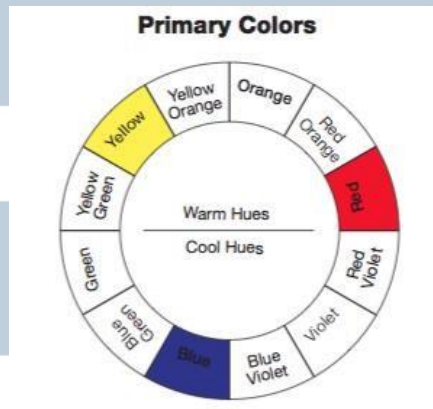 Primary Colors
Yellow
Orange
Orange
Red
Orange
Red
Red
Violet
Violet
Blue
Violet
Blue
Blue
Green
Green
Yellow
Green
Yellow
Warm Hues
Cool Hues